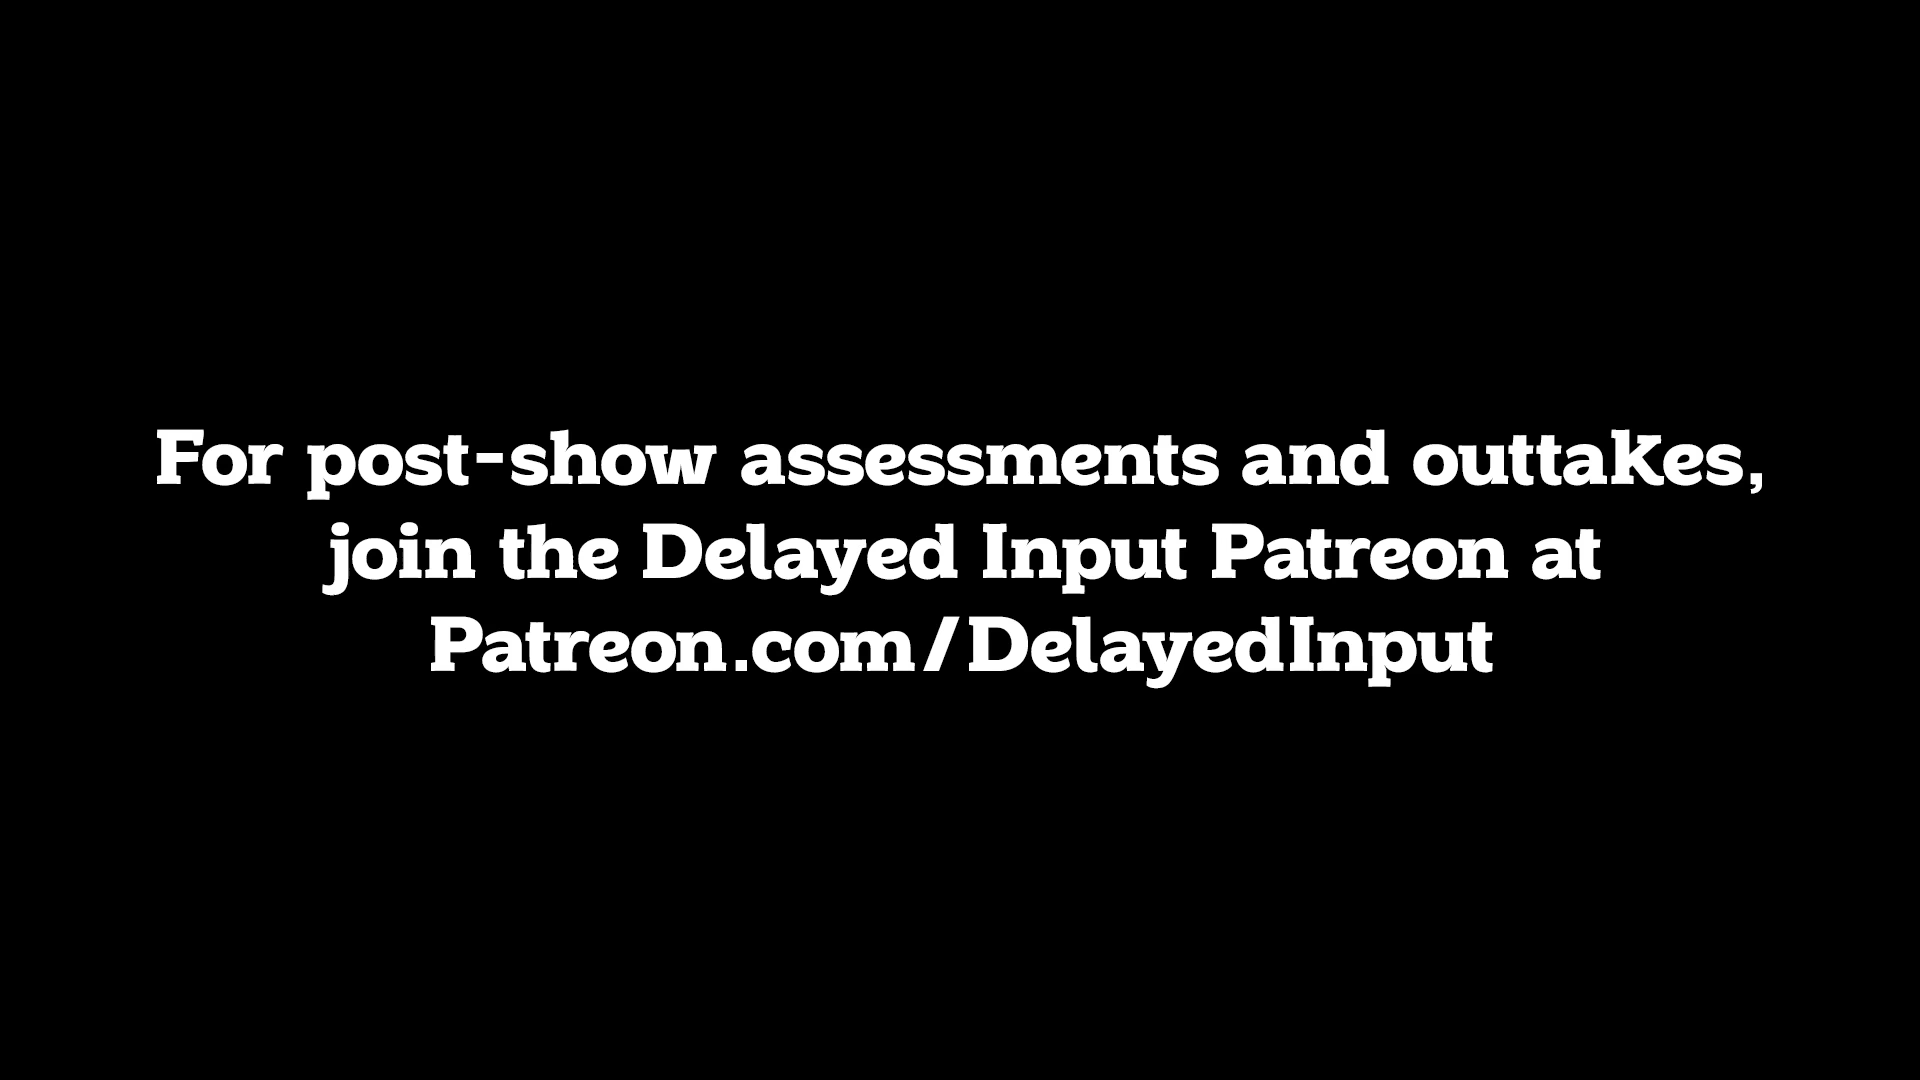 For post-show assessments and outtakes,
join the Delayed Input Patreon at
Patreon.com/DelayedInput